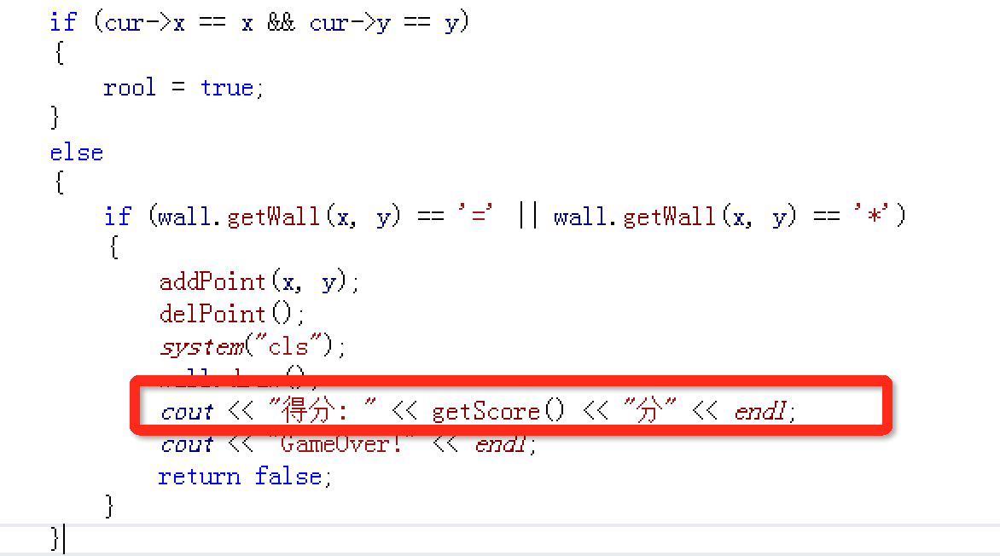 if (cur->x == x && cur->y == y)
{
rool = true;
}
else
{
if (wall.getWall(x, y) == '=' || wall.getWall(x, y) == '*')
{
addPoint(x, y);
delPoint();
system("cls");
cout << "得分: " << getScore() << "分" << endl;
cout << "GameOver!" << endl;
return false;
}
}